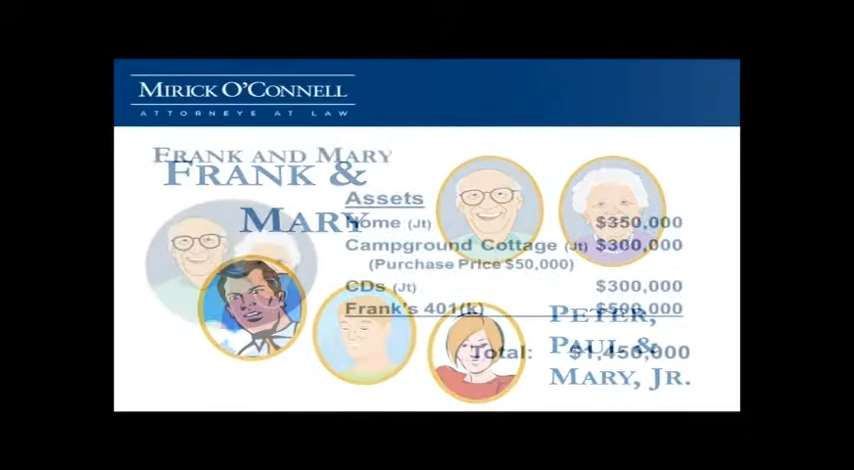 MIRICK O'CONNELL
ATTORNEYS AT LAW
FRANK AND MARY
FRANK &
MARY
Assets
Home (Jt) $350,000
Campground Cottage (Jt) $300,000
(Purchase Price $50,000)
CDs (Jt) $300,000
Frank's 401(k) $500,000
Total: $1,450,000
PETER,
PAUL &
MARY, JR.